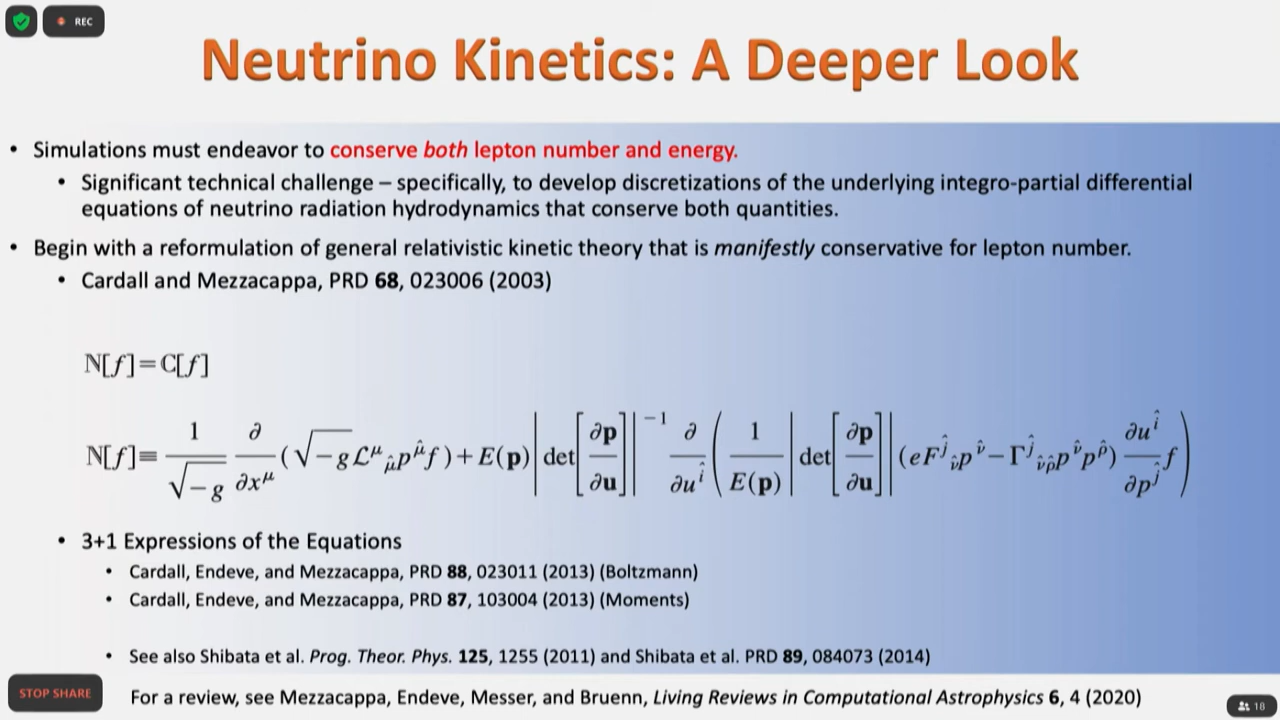 REC
Neutrino Kinetics: A Deeper Look
• Simulations must endeavor to conserve both lepton number and energy.
• Significant technical challenge – specifically, to develop discretizations of the underlying integro-partial differential
equations of neutrino radiation hydrodynamics that conserve both quantities.
• Begin with a reformulation of general relativistic kinetic theory that is manifestly conservative for lepton number.
• Cardall and Mezzacappa, PRD 68, 023006 (2003)
ℕ[f]=ℂ[f]
ℕ[f]≡ 1/√−g ∂/∂x^μ (√−g ℒ^μ_μ̂ p^μ̂ f) + E(𝐩) |det[∂𝐩/∂𝐮]|^−1 ∂/∂u^î ( 1/E(𝐩) |det[∂𝐩/∂𝐮]| (eF^ĵ_ν̂ p^ν̂ − Γ^ĵ_ν̂ρ̂ p^ν̂ p^ρ̂) ∂u^î/∂p^ĵ f )
• 3+1 Expressions of the Equations
• Cardall, Endeve, and Mezzacappa, PRD 88, 023011 (2013) (Boltzmann)
• Cardall, Endeve, and Mezzacappa, PRD 87, 103004 (2013) (Moments)
• See also Shibata et al. Prog. Theor. Phys. 125, 1255 (2011) and Shibata et al. PRD 89, 084073 (2014)
STOP SHARE
For a review, see Mezzacappa, Endeve, Messer, and Bruenn, Living Reviews in Computational Astrophysics 6, 4 (2020)
18